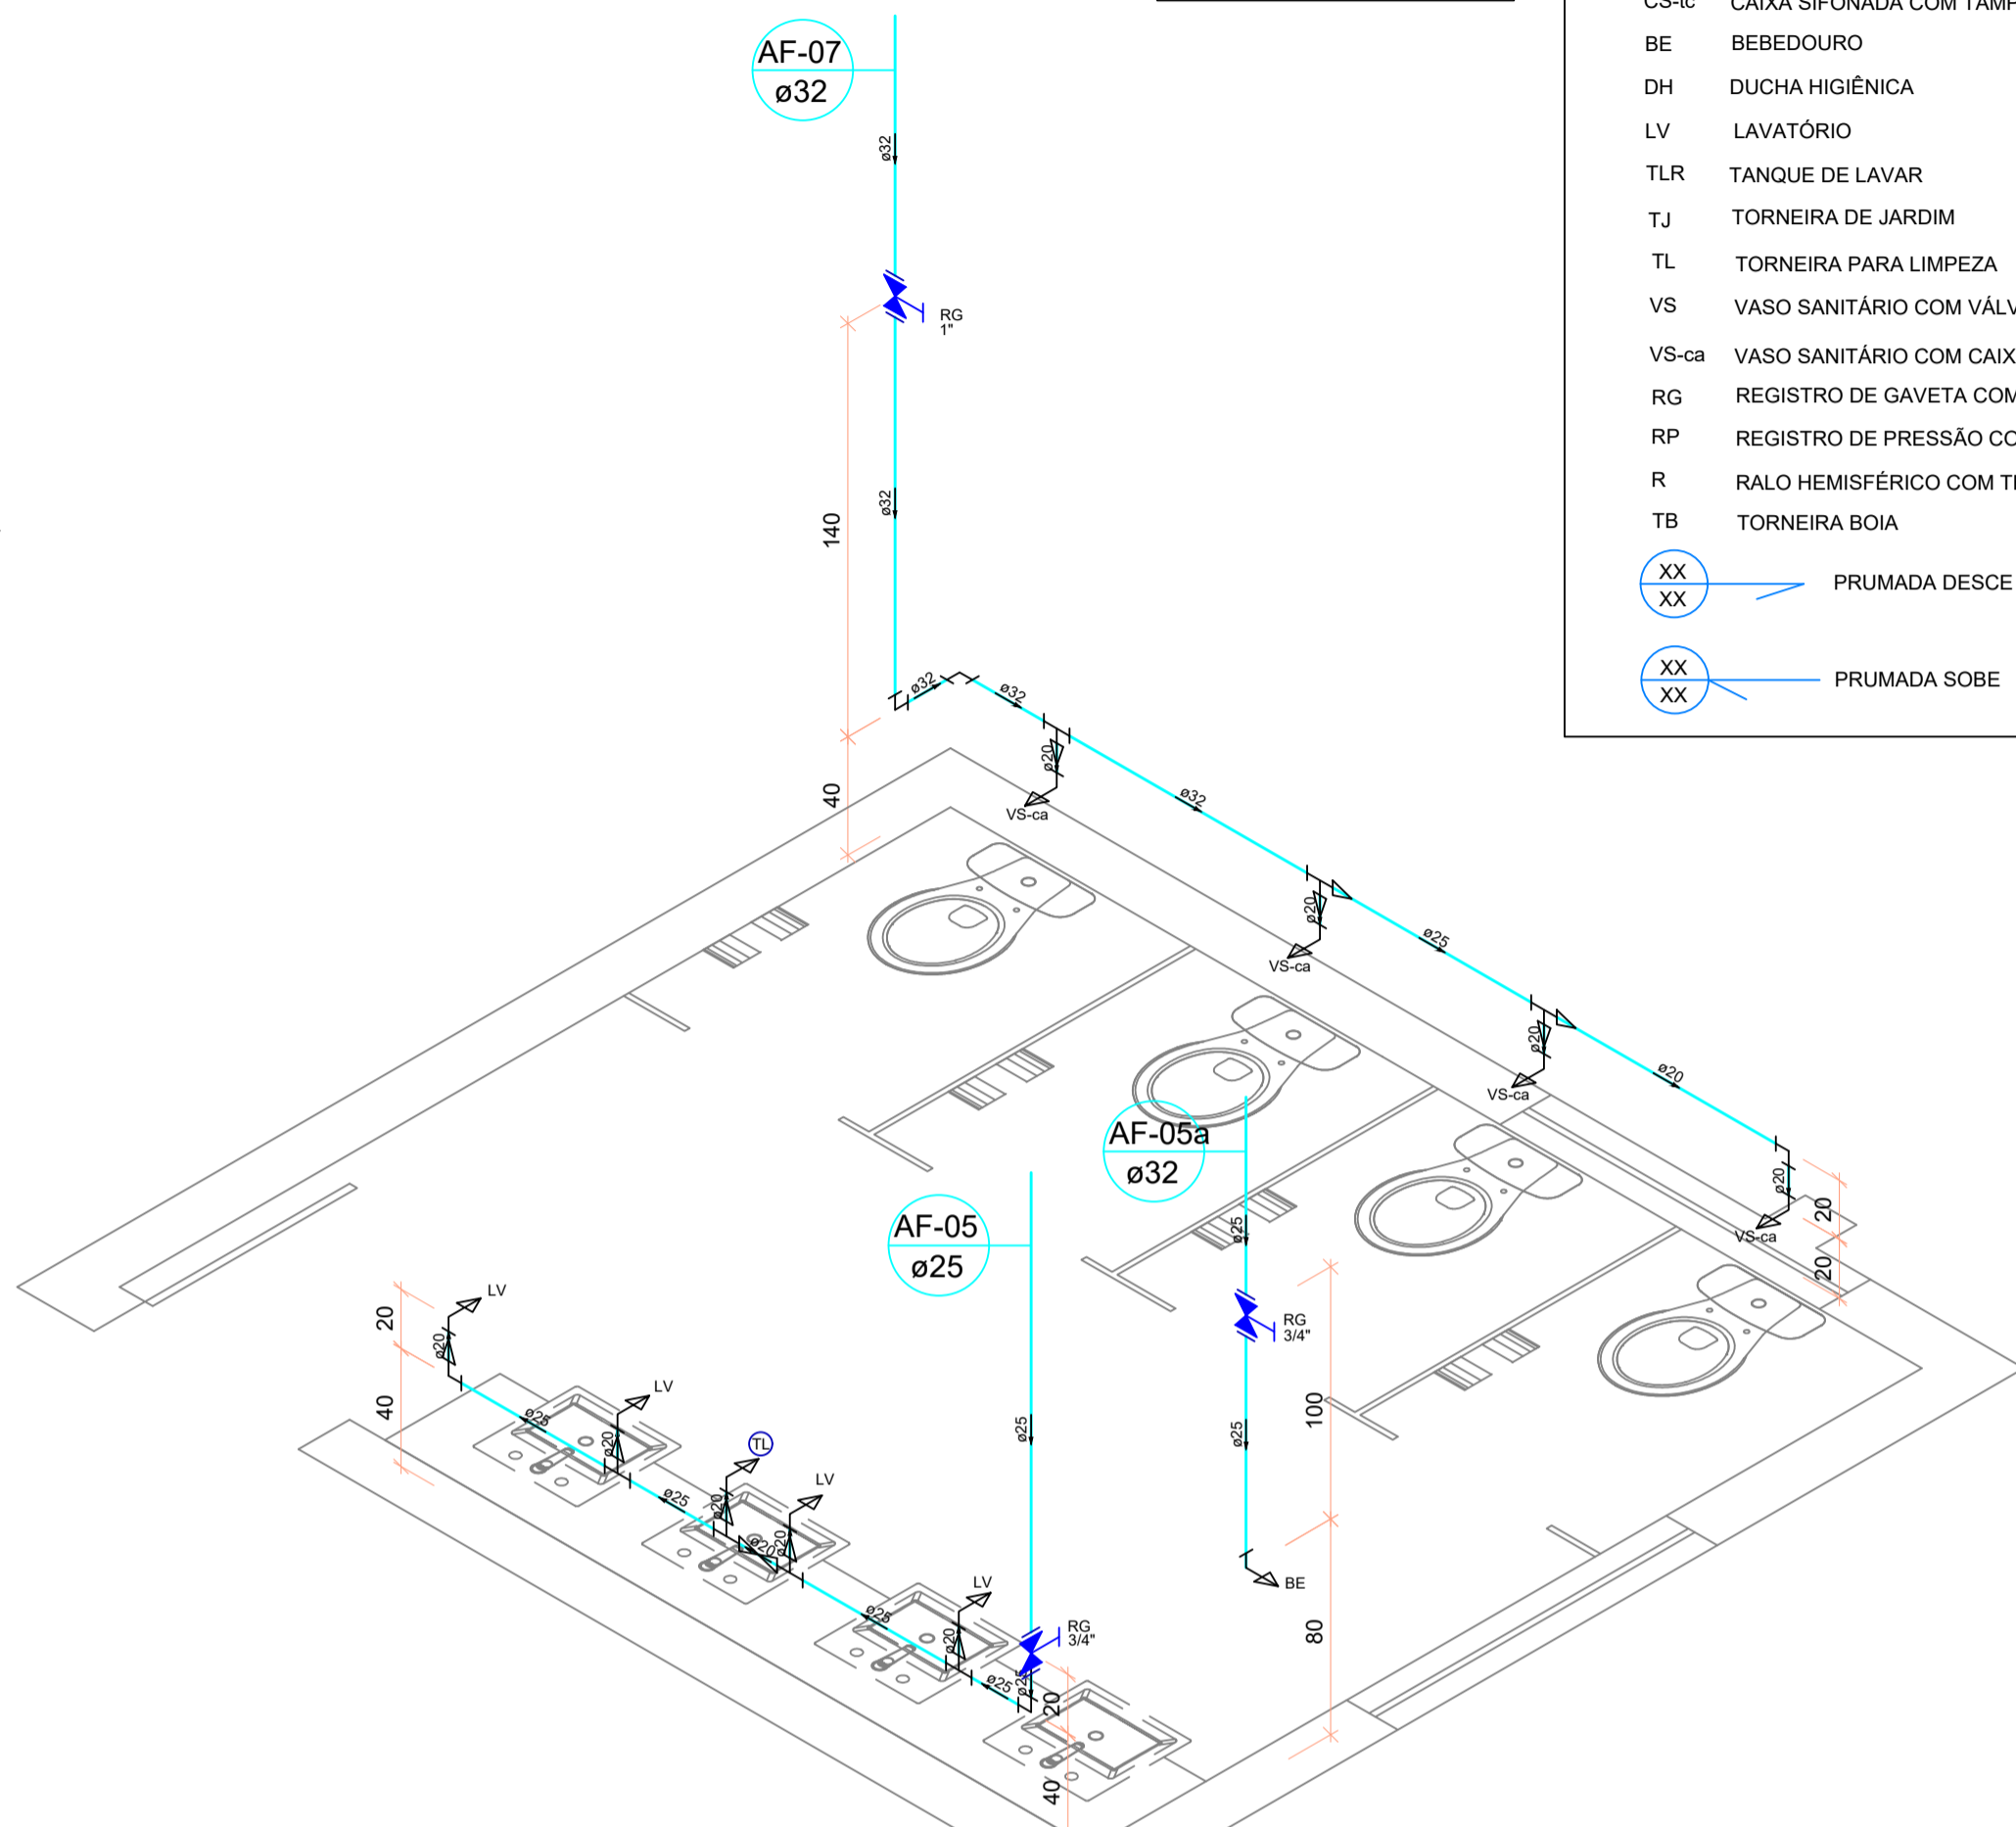 CAIXA SIFONADA COM
BE BEBEDOURO
DH DUCHA HIGIÊNICA
LV LAVATÓRIO
TLR TANQUE DE LAVAR
TJ TORNEIRA DE JARDIM
TL TORNEIRA PARA LIMPEZA
VS VASO SANITÁRIO COM
VS-ca VASO SANITÁRIO COM
RG REGISTRO DE GAVETA
RP REGISTRO DE PRESSÃO
R RALO HEMISFÉRICO COM
TB TORNEIRA BOIA
XX
XX
PRUMADA DESCE
XX
XX
PRUMADA SOBE
AF-07
ø32
ø32
RG
1"
140
ø32
ø32
ø32
ø20
VS-ca
40
ø32
ø20
VS-ca
ø25
ø20
VS-ca
ø20
ø20
VS-ca
20
20
AF-05a
ø32
ø25
RG
3/4"
ø25
100
BE
80
AF-05
ø25
ø25
RG
3/4"
ø25
20
40
20
40
LV
ø20
ø25
LV
ø20
ø25
TL
ø20
ø20
LV
ø20
ø25
LV
ø20
ø25